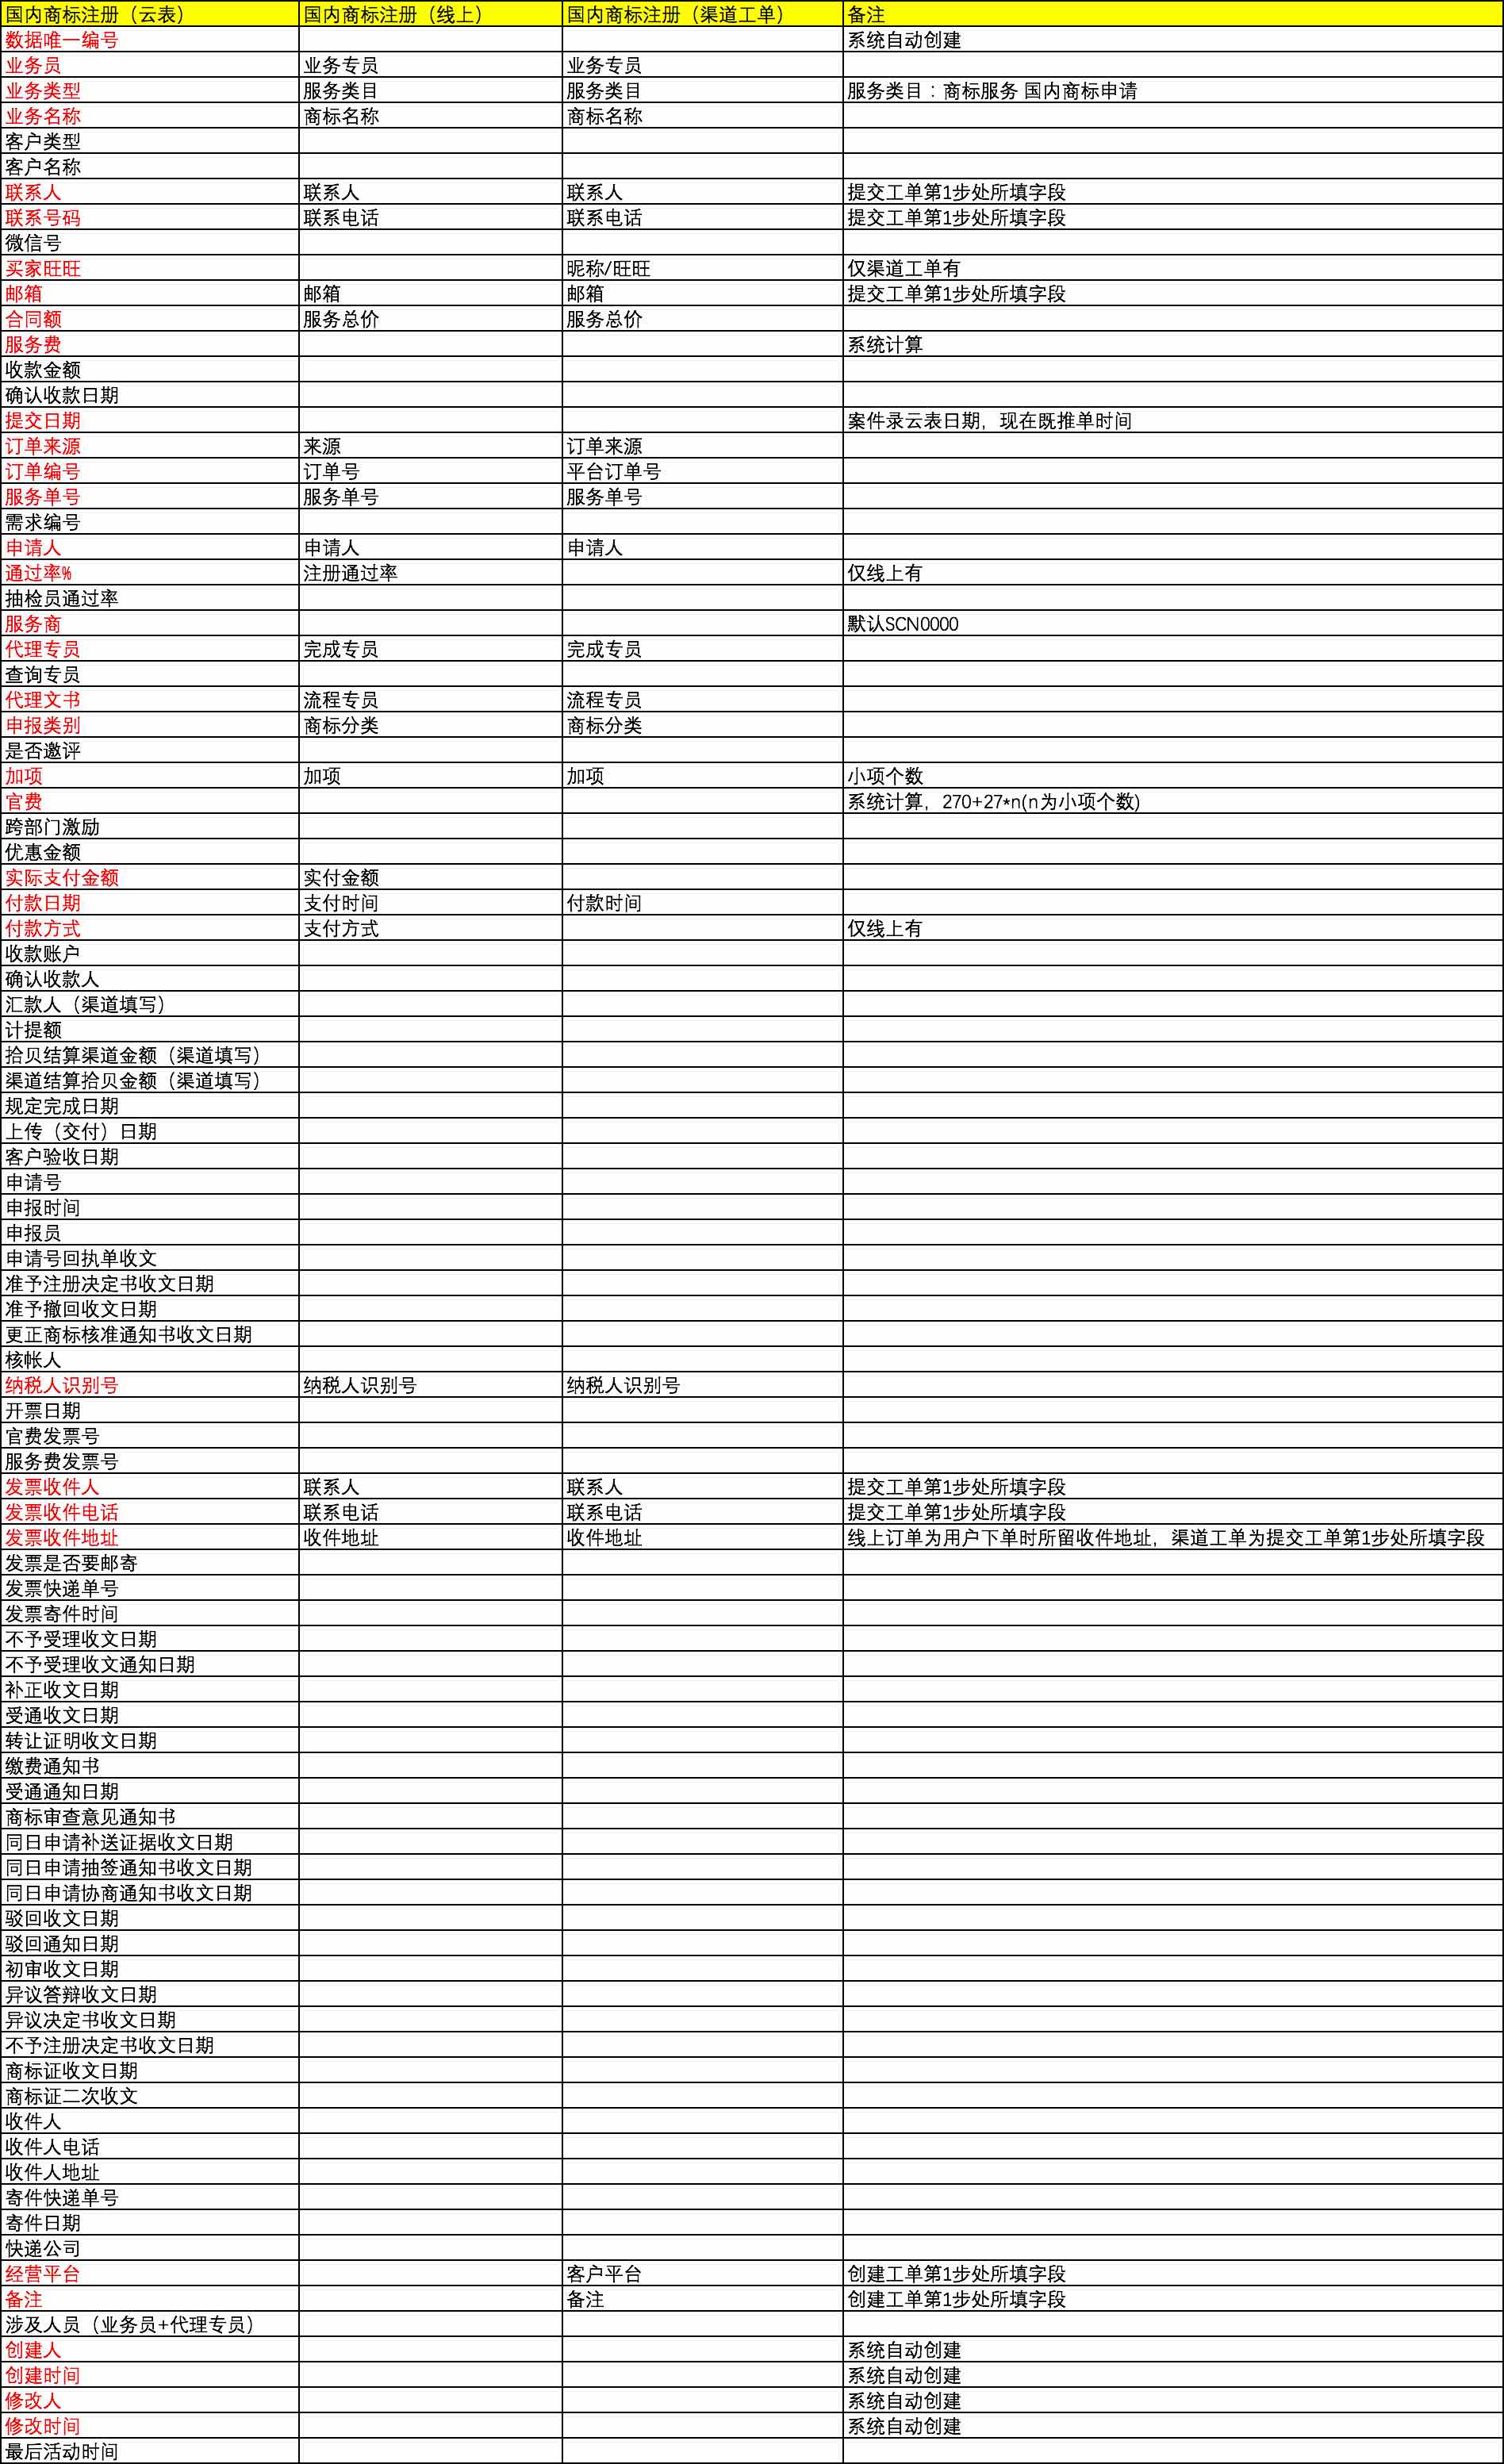 国内商标注册（云表） 国内商标注册（线上） 国内商标注册（渠道工单） 备注
数据唯一编号 系统自动创建
业务员 业务专员 业务专员
业务类型 服务类目 服务类目 服务类目：商标服务 国内商标申请
业务名称 商标名称 商标名称
客户类型
客户名称
联系人 联系人 联系人 提交工单第1步处所填字段
联系号码 联系电话 联系电话 提交工单第1步处所填字段
微信号
买家旺旺 昵称/旺旺 仅渠道工单有
邮箱 邮箱 邮箱 提交工单第1步处所填字段
合同额 服务总价 服务总价
服务费 系统计算
收款金额
确认收款日期
提交日期 案件录云表日期，现在既推单时间
订单来源 来源 订单来源
订单编号 订单号 平台订单号
服务单号 服务单号 服务单号
需求编号
申请人 申请人 申请人
通过率% 注册通过率 仅线上有
抽检员通过率
服务商 默认SCN0000
代理专员 完成专员 完成专员
查询专员
代理文书 流程专员 流程专员
申报类别 商标分类 商标分类
是否邀评
加项 加项 加项 小项个数
官费 系统计算，270+27*n(n为小项个数)
跨部门激励
优惠金额
实际支付金额 实付金额
付款日期 支付时间 付款时间
付款方式 支付方式 仅线上有
收款账户
确认收款人
汇款人（渠道填写）
计提额
拾贝结算渠道金额（渠道填写）
渠道结算拾贝金额（渠道填写）
规定完成日期
上传（交付）日期
客户验收日期
申请号
申报时间
申报员
申请号回执单收文
准予注册决定书收文日期
准予撤回收文日期
更正商标核准通知书收文日期
核帐人
纳税人识别号 纳税人识别号 纳税人识别号
开票日期
官费发票号
服务费发票号
发票收件人 联系人 联系人 提交工单第1步处所填字段
发票收件电话 联系电话 联系电话 提交工单第1步处所填字段
发票收件地址 收件地址 收件地址 线上订单为用户下单时所留收件地址，渠道工单为提交工单第1步处所填字段
发票是否要邮寄
发票快递单号
发票寄件时间
不予受理收文日期
不予受理收文通知日期
补正收文日期
受通收文日期
转让证明收文日期
缴费通知书
受通通知日期
商标审查意见通知书
同日申请补送证据收文日期
同日申请抽签通知书收文日期
同日申请协商通知书收文日期
驳回收文日期
驳回通知日期
初审收文日期
异议答辩收文日期
异议决定书收文日期
不予注册决定书收文日期
商标证收文日期
商标证二次收文
收件人
收件人电话
收件人地址
寄件快递单号
寄件日期
快递公司
经营平台 客户平台 创建工单第1步处所填字段
备注 备注 创建工单第1步处所填字段
涉及人员（业务员+代理专员）
创建人 系统自动创建
创建时间 系统自动创建
修改人 系统自动创建
修改时间 系统自动创建
最后活动时间